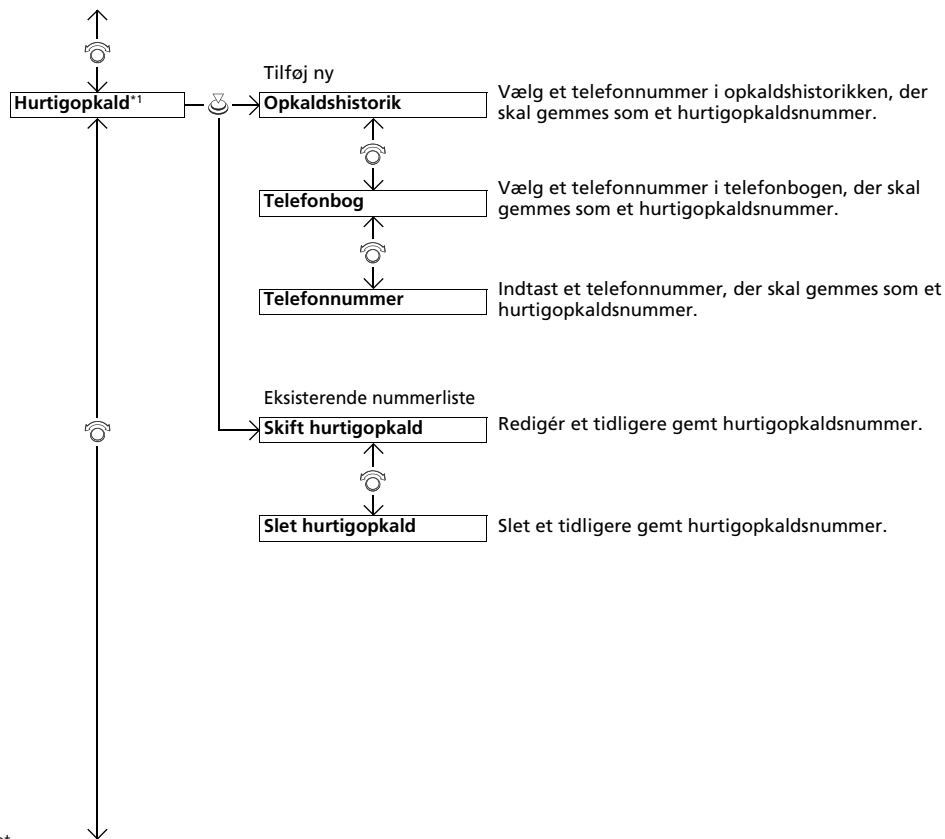 Tilføj ny
Hurtigopkald*1
Opkaldshistorik
Vælg et telefonnummer i opkaldshistorikken, der
skal gemmes som et hurtigopkaldsnummer.
Telefonbog
Vælg et telefonnummer i telefonbogen, der skal
gemmes som et hurtigopkaldsnummer.
Telefonnummer
Indtast et telefonnummer, der skal gemmes som et
hurtigopkaldsnummer.
Eksisterende nummerliste
Skift hurtigopkald
Redigér et tidligere gemt hurtigopkaldsnummer.
Slet hurtigopkald
Slet et tidligere gemt hurtigopkaldsnummer.